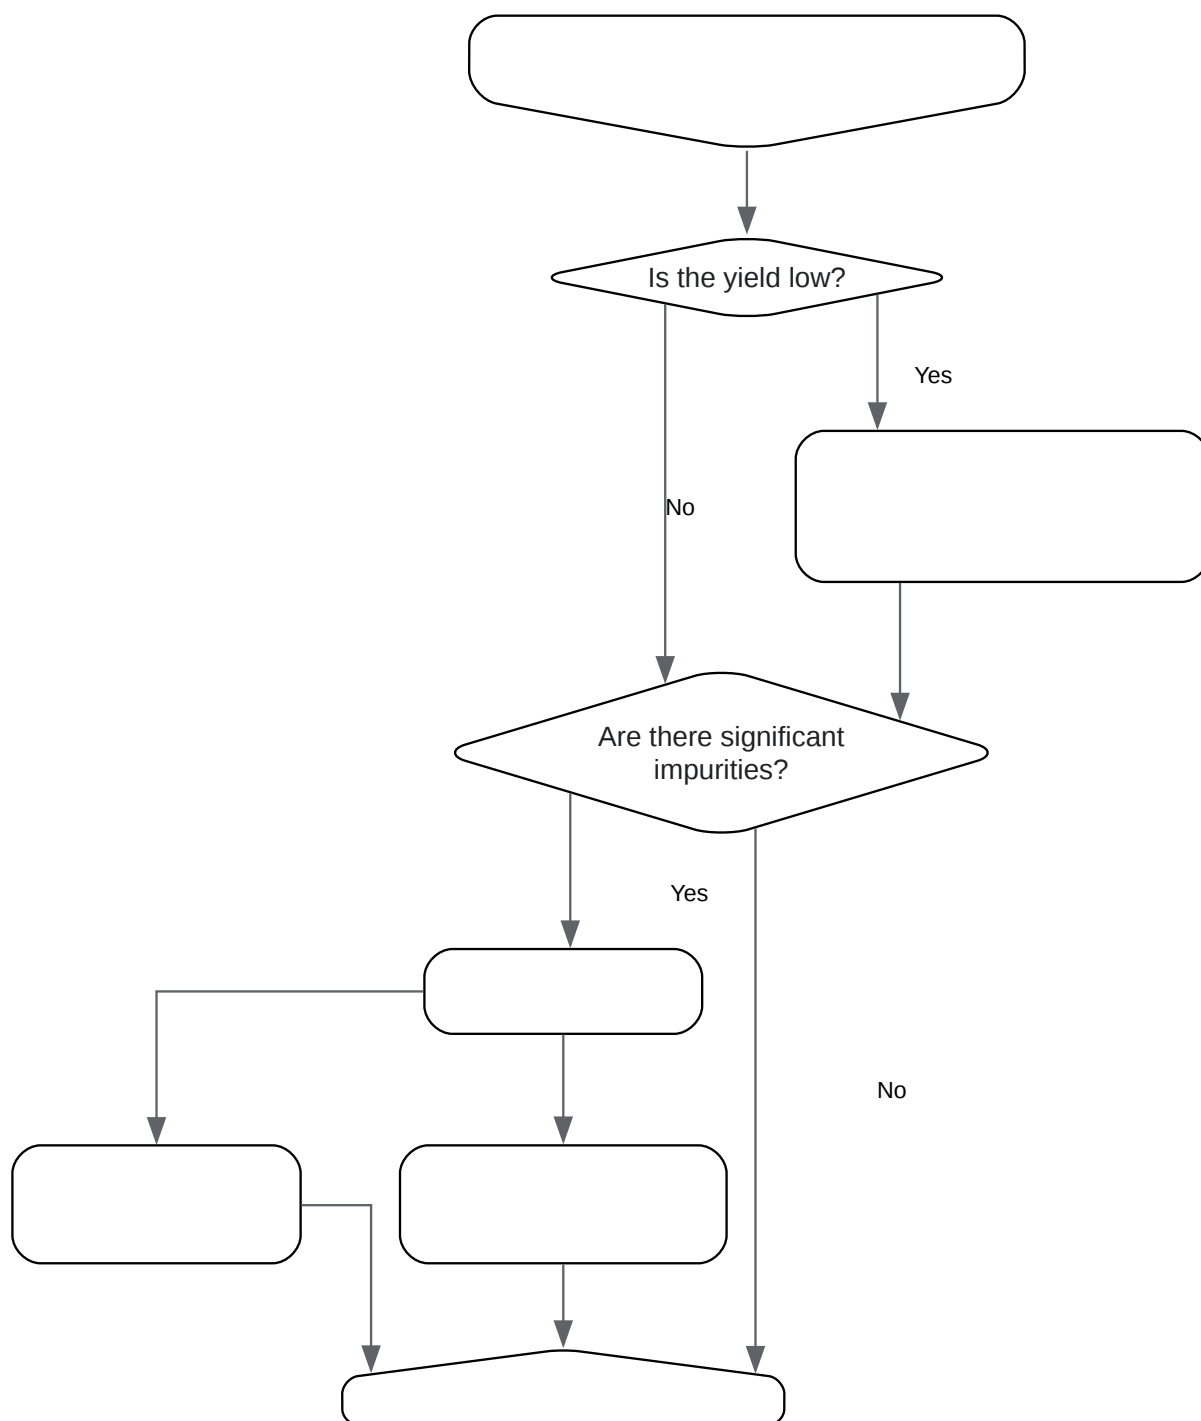 Is the yield low?
Yes
No
Are there significant
impurities?
Yes
No